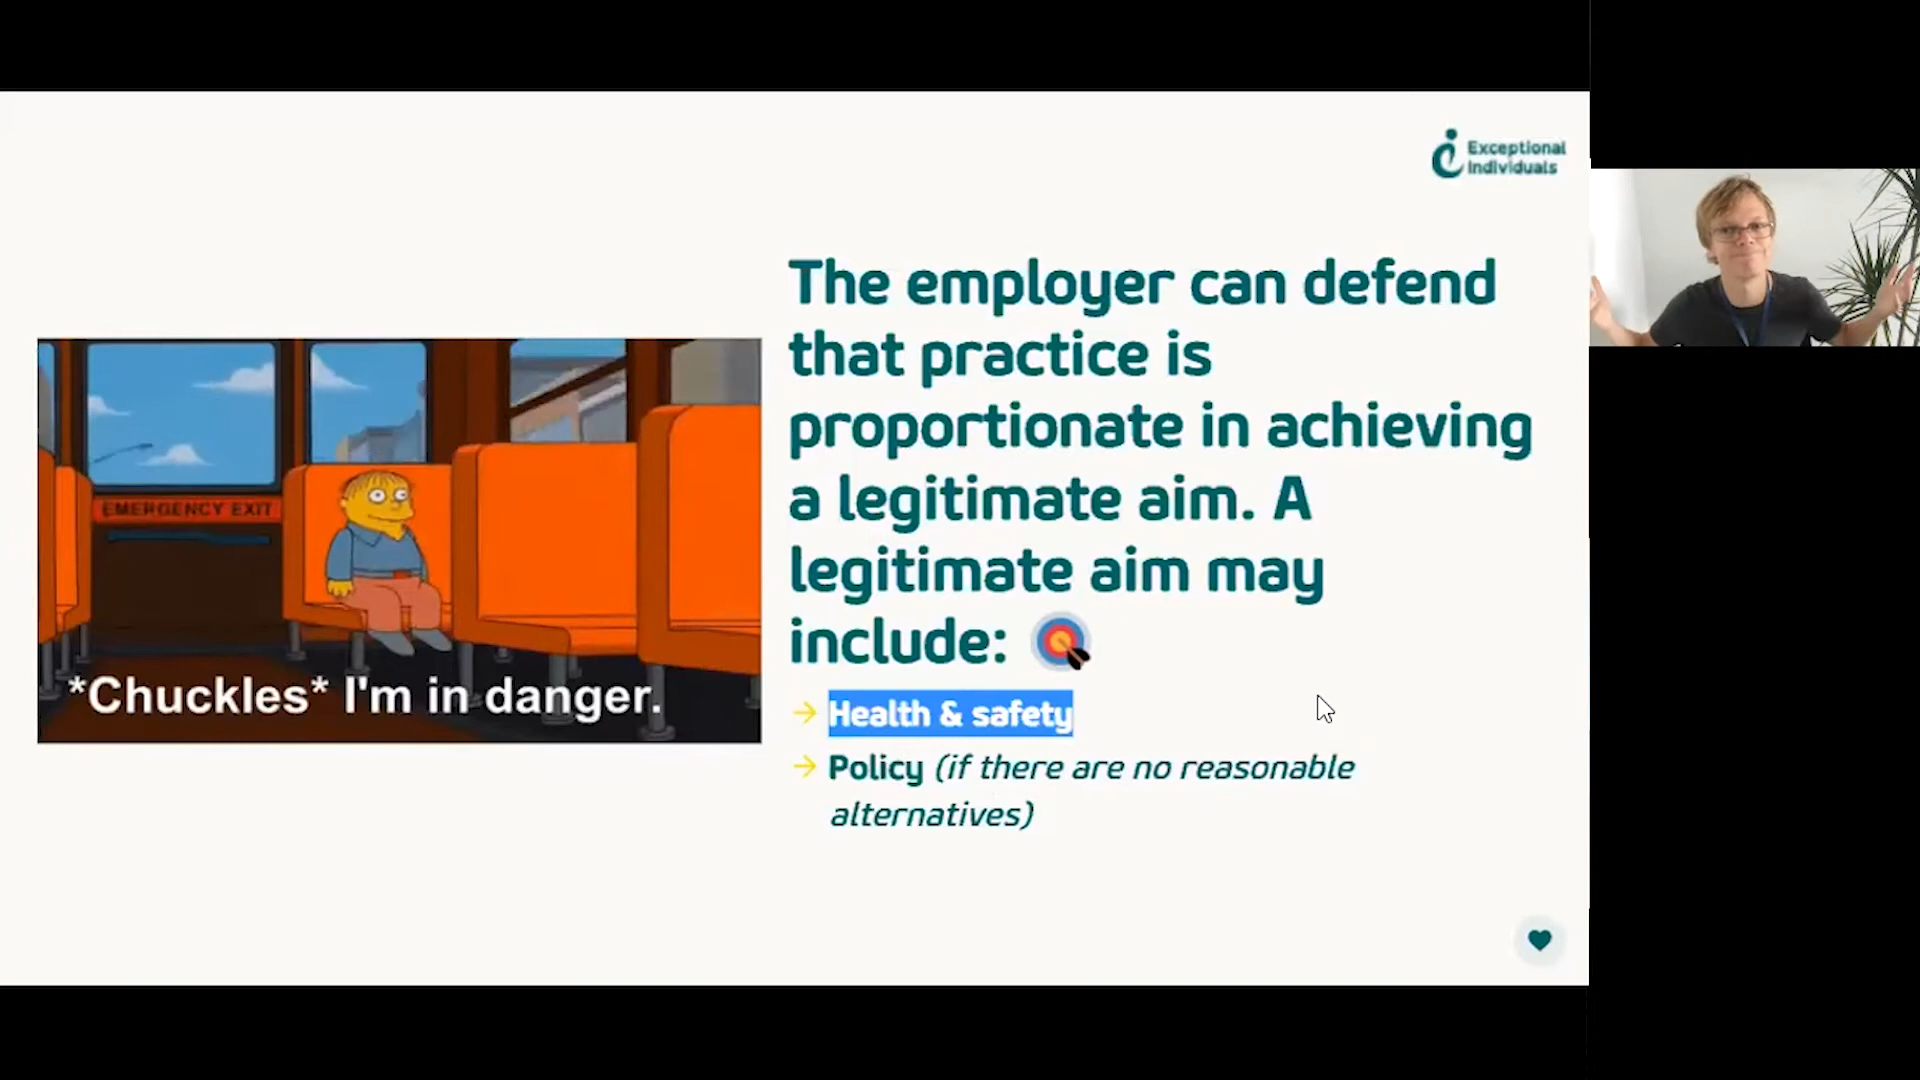 Exceptional
Individuals
The employer can defend
that practice is
proportionate in achieving
a legitimate aim. A
legitimate aim may
include:
→ Health & safety
→ Policy (if there are no reasonable
alternatives)
EMERGENCY EXIT
*Chuckles* I'm in danger.